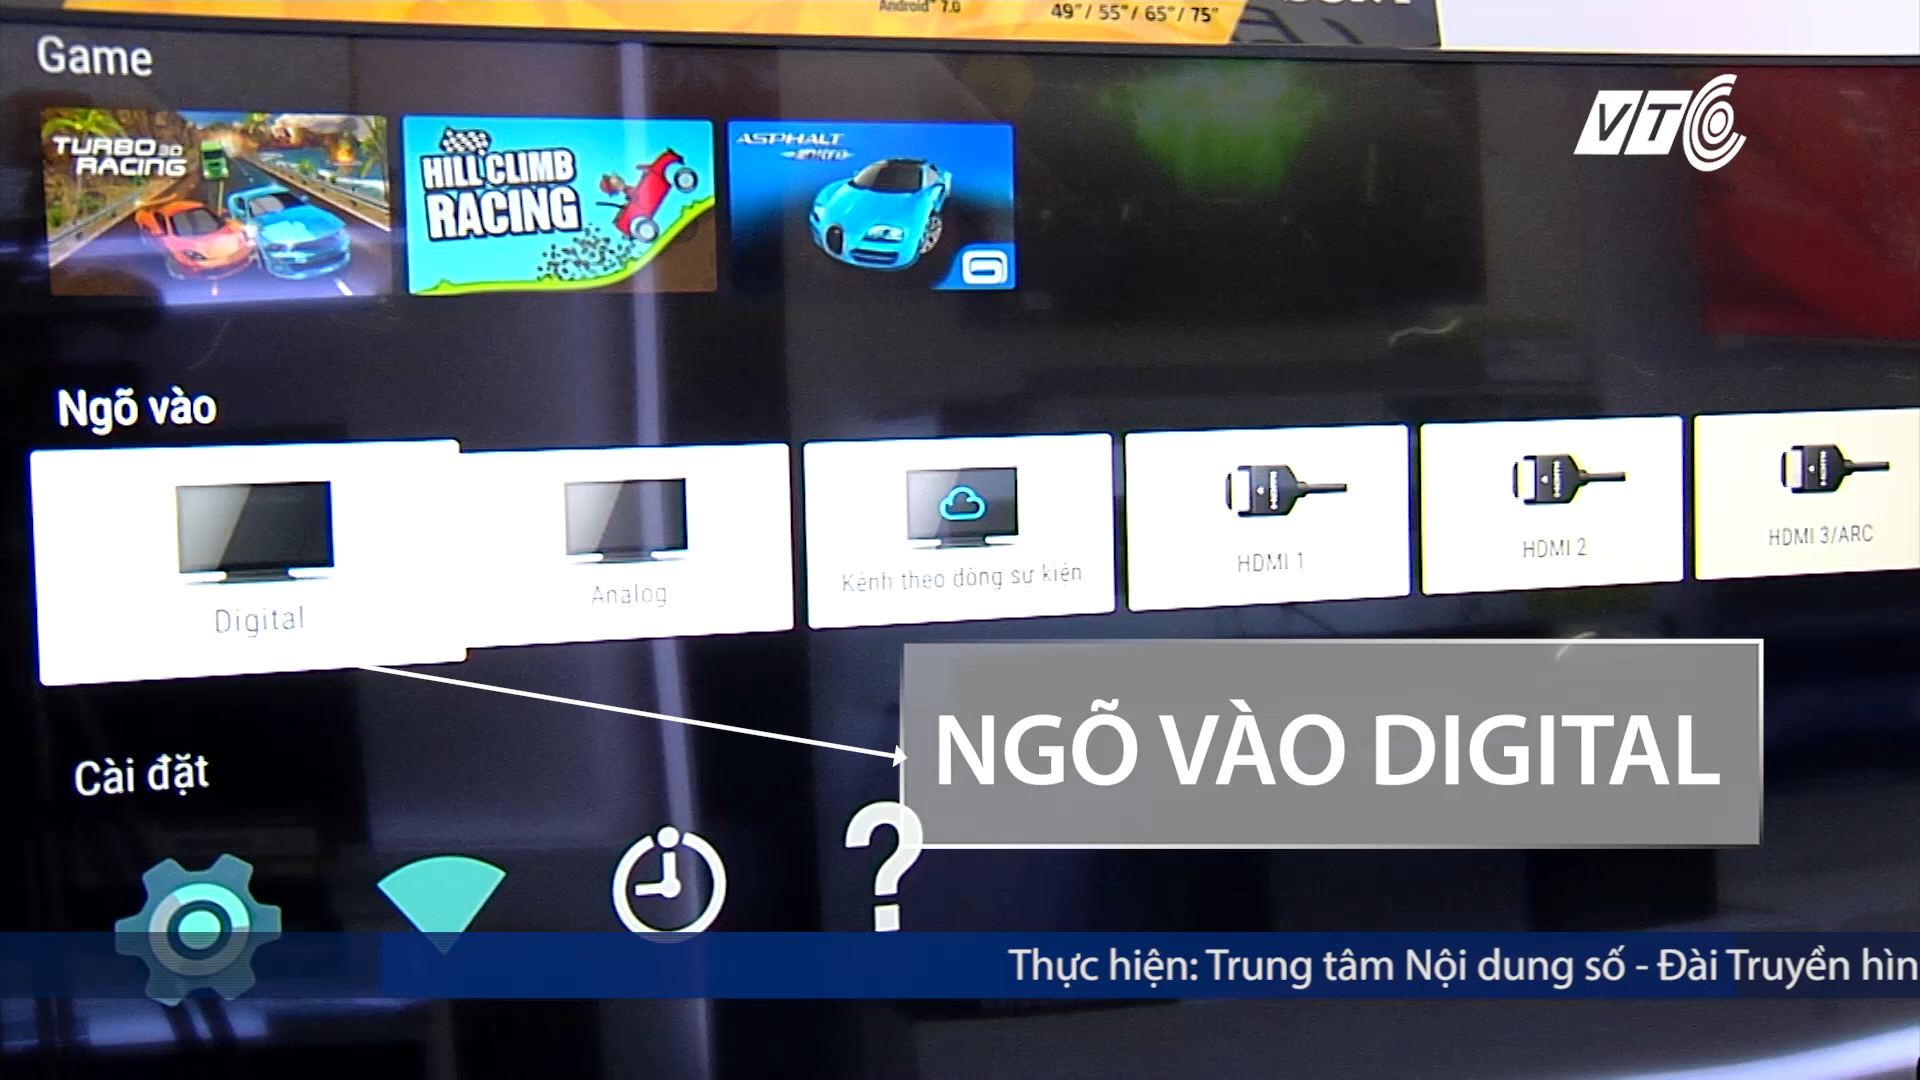 Android™ 7.0
49"/ 55"/ 65"/ 75"
Game
VTC
TURBO 3D
RACING
HILL CLIMB
RACING
ASPHALT
Ngõ vào
Digital
Analog
Kênh theo dòng sự kiện
HDMI 1
HDMI 2
HDMI 3/ARC
NGÕ VÀO DIGITAL
Cài đặt
?
Thực hiện: Trung tâm Nội dung số - Đài Truyền hìn